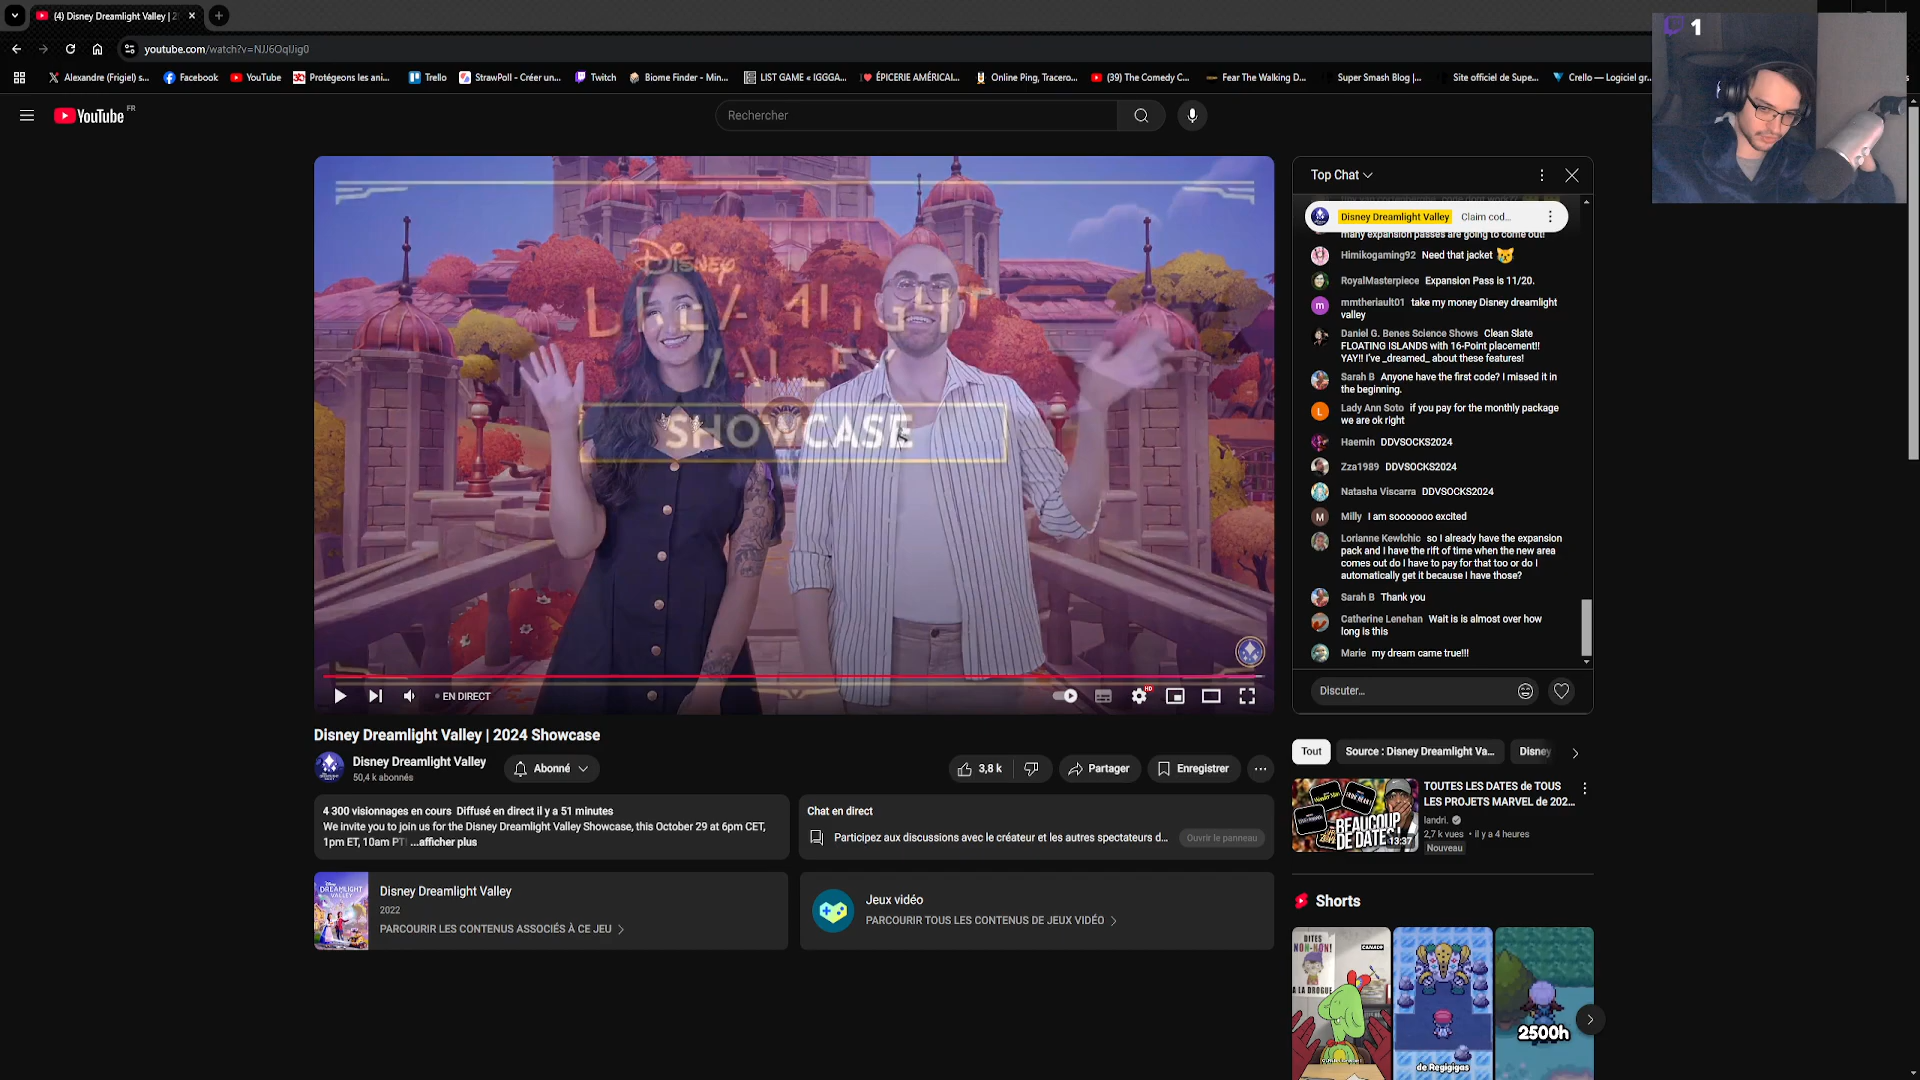 (4) Disney Dreamlight Valley | 2
youtube.com/watch?v=NJJ6OqlJig0
Alexandre (Frigiel) s...
Facebook
YouTube
Protégeons les ani...
Trello
StrawPoll - Créer un...
Twitch
Biome Finder - Min...
LIST GAME « IGGGA...
ÉPICERIE AMÉRICAI...
Online Ping, Tracero...
(39) The Comedy C...
Fear The Walking D...
Super Smash Blog |...
Site officiel de Supe...
Crello — Logiciel gr...
1
YouTube FR
Rechercher
Disney
DREAMLIGHT
VALLEY
SHOWCASE
EN DIRECT
HD
Top Chat
Disney Dreamlight Valley Claim cod...
many expansion passes are going to come out!
Himikogaming92 Need that jacket
RoyalMasterpiece Expansion Pass is 11/20.
mmtheriault01 take my money Disney dreamlight
valley
Daniel G. Benes Science Shows Clean Slate
FLOATING ISLANDS with 16-Point placement!!
YAY!! I've _dreamed_ about these features!
Sarah B Anyone have the first code? I missed it in
the beginning.
Lady Ann Soto if you pay for the monthly package
we are ok right
Haemin DDVSOCKS2024
Zza1989 DDVSOCKS2024
Natasha Viscarra DDVSOCKS2024
Milly I am sooooooo excited
Lorianne Kewlchic so I already have the expansion
pack and I have the rift of time when the new area
comes out do I have to pay for that too or do I
automatically get it because I have those?
Sarah B Thank you
Catherine Lenehan Wait is is almost over how
long is this
Marie my dream came true!!!
Discuter...
Disney Dreamlight Valley | 2024 Showcase
Disney Dreamlight Valley
50,4 k abonnés
Abonné
3,8 k
Partager
Enregistrer
4 300 visionnages en cours Diffusé en direct il y a 51 minutes
We invite you to join us for the Disney Dreamlight Valley Showcase, this October 29 at 6pm CET,
1pm ET, 10am PT ...afficher plus
Chat en direct
Participez aux discussions avec le créateur et les autres spectateurs d...
Ouvrir le panneau
Disney Dreamlight Valley
2022
PARCOURIR LES CONTENUS ASSOCIÉS À CE JEU
Jeux vidéo
PARCOURIR TOUS LES CONTENUS DE JEUX VIDÉO
Tout
Source : Disney Dreamlight Va...
Disney
BEAUCOUP
DE DATES!
13:37
TOUTES LES DATES de TOUS
LES PROJETS MARVEL de 202...
landri.
2,7 k vues • il y a 4 heures
Nouveau
Shorts
DITES
NON-NON!
A LA DROGUE
CANADA
de Regigigas
2500h